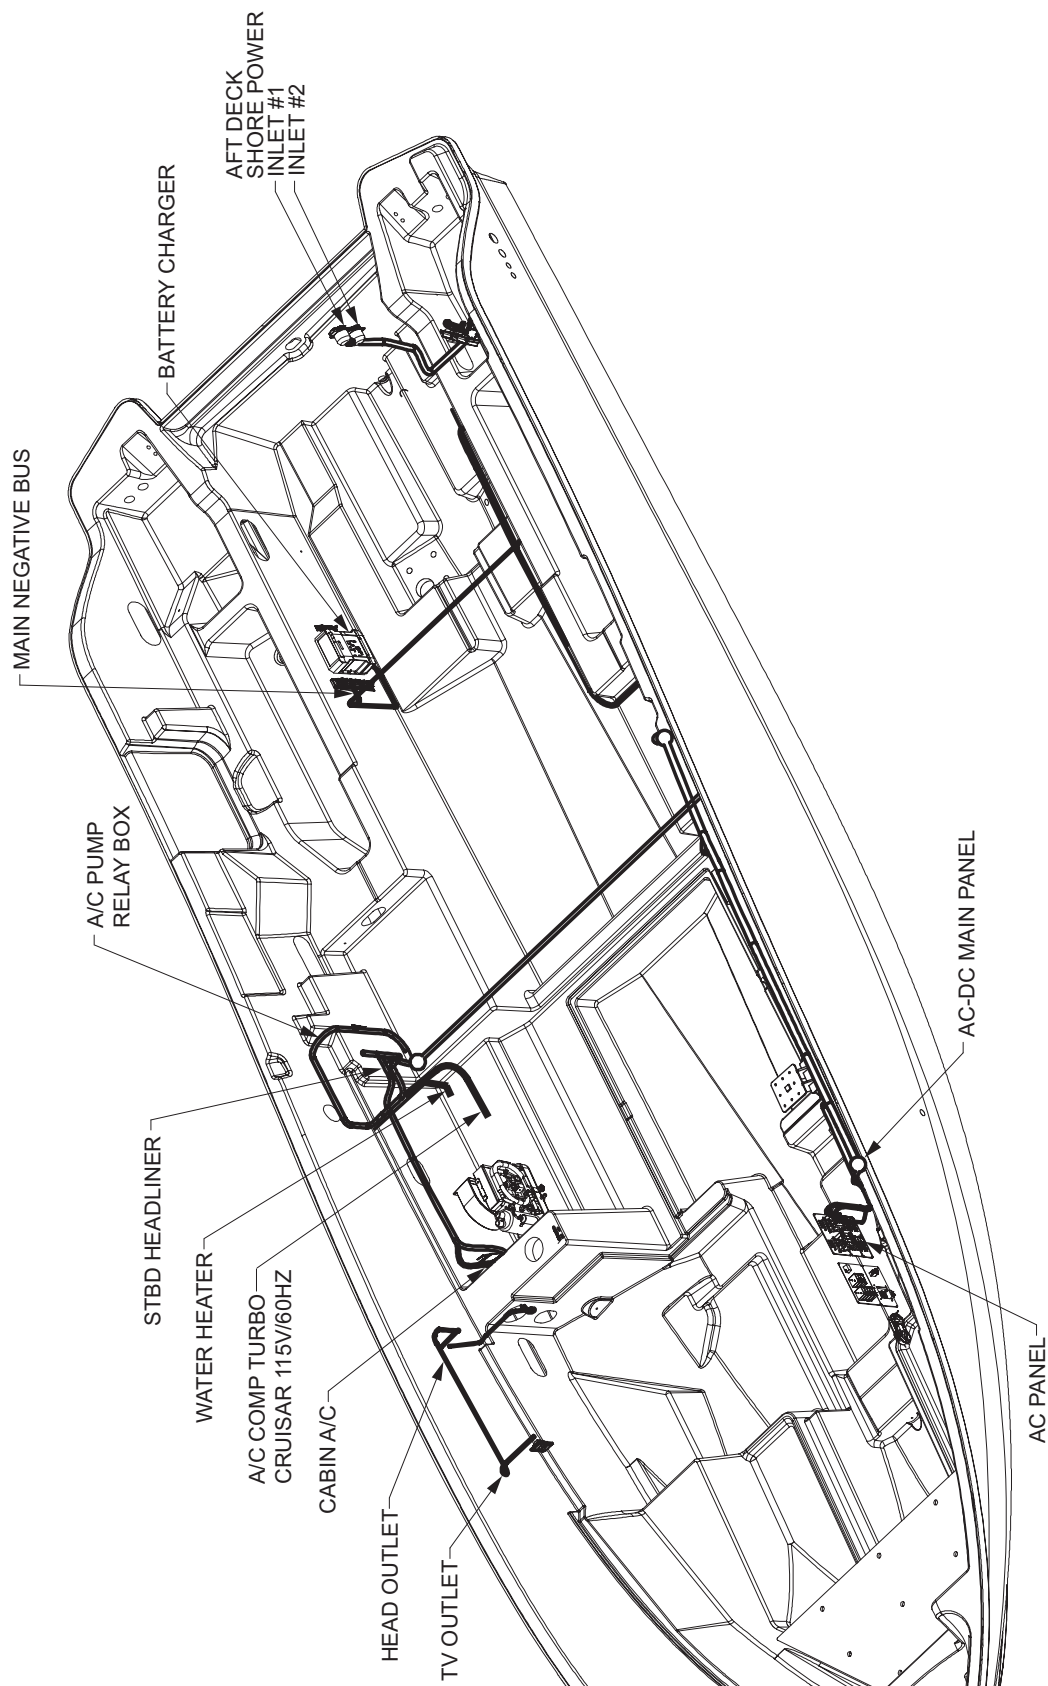 MAIN NEGATIVE BUS
BATTERY CHARGER
AFT DECK
SHORE POWER
INLET #1
INLET #2
A/C PUMP
RELAY BOX
STBD HEADLINER
WATER HEATER
A/C COMP TURBO
CRUISAR 115V/60HZ
CABIN A/C
HEAD OUTLET
TV OUTLET
AC-DC MAIN PANEL
AC PANEL